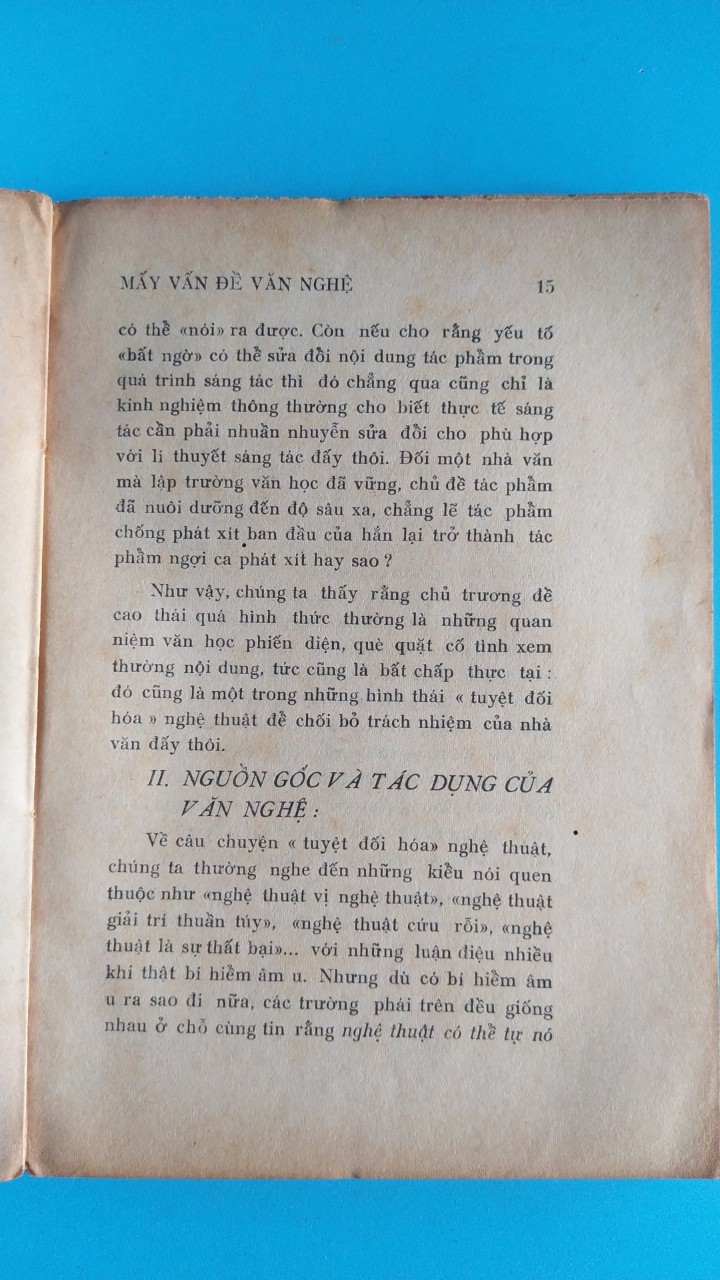 MẤY VẤN ĐỀ VĂN NGHỆ 15
có thể «nói» ra được. Còn nếu cho rằng yếu tố
«bất ngờ» có thể sửa đổi nội dung tác phẩm trong
quá trình sáng tác thì đó chẳng qua cũng chỉ là
kinh nghiệm thông thường cho biết thực tế sáng
tác cần phải nhuần nhuyễn sửa đổi cho phù hợp
với lí thuyết sáng tác đấy thôi. Đối một nhà văn
mà lập trường văn học đã vững, chủ đề tác phẩm
đã nuôi dưỡng đến độ sâu xa, chẳng lẽ tác phẩm
chống phát xít ban đầu của hắn lại trở thành tác
phẩm ngợi ca phát xít hay sao ?
Như vậy, chúng ta thấy rằng chủ trương đề
cao thái quá hình thức thường là những quan
niệm văn học phiến diện, què quặt cố tình xem
thường nội dung, tức cũng là bất chấp thực tại :
đó cũng là một trong những hình thái « tuyệt đối
hóa » nghệ thuật để chối bỏ trách nhiệm của nhà
văn đấy thôi.
II. NGUỒN GỐC VÀ TÁC DỤNG CỦA
VĂN NGHỆ :
Về câu chuyện « tuyệt đối hóa» nghệ thuật,
chúng ta thường nghe đến những kiểu nói quen
thuộc như «nghệ thuật vị nghệ thuật», «nghệ thuật
giải trí thuần túy», «nghệ thuật cứu rỗi», «nghệ
thuật là sự thất bại»... với những luận điệu nhiều
khi thật bí hiểm âm u. Nhưng dù có bí hiểm âm
u ra sao đi nữa, các trường phái trên đều giống
nhau ở chỗ cùng tin rằng nghệ thuật có thể tự nó